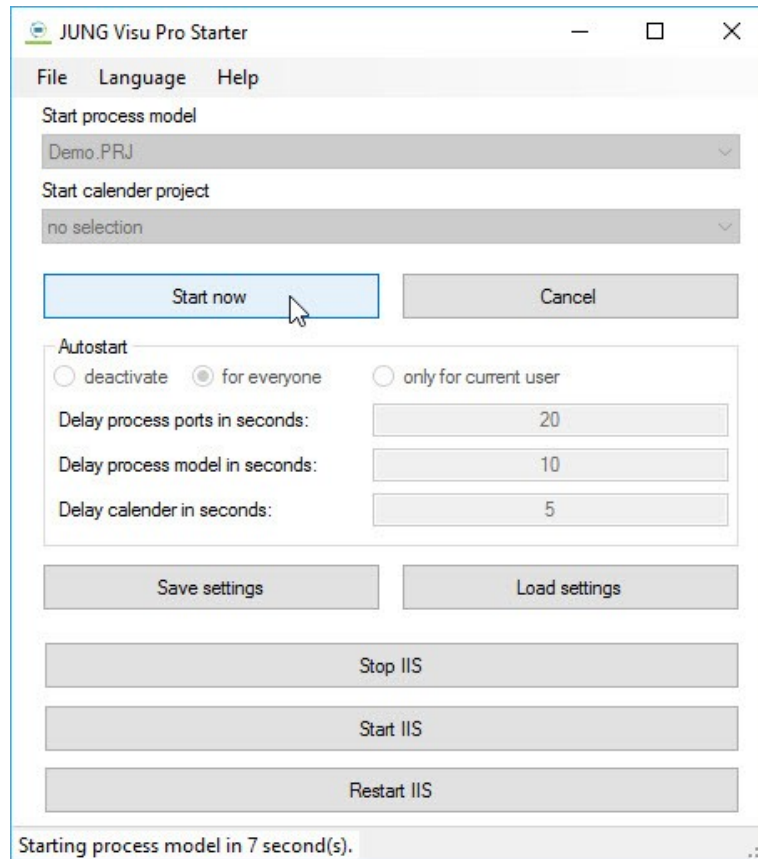 JUNG Visu Pro Starter
File Language Help
Start process model
Demo.PRJ
Start calender project
no selection
Start now Cancel
Autostart
deactivate for everyone only for current user
Delay process ports in seconds: 20
Delay process model in seconds: 10
Delay calender in seconds: 5
Save settings Load settings
Stop IIS
Start IIS
Restart IIS
Starting process model in 7 second(s).